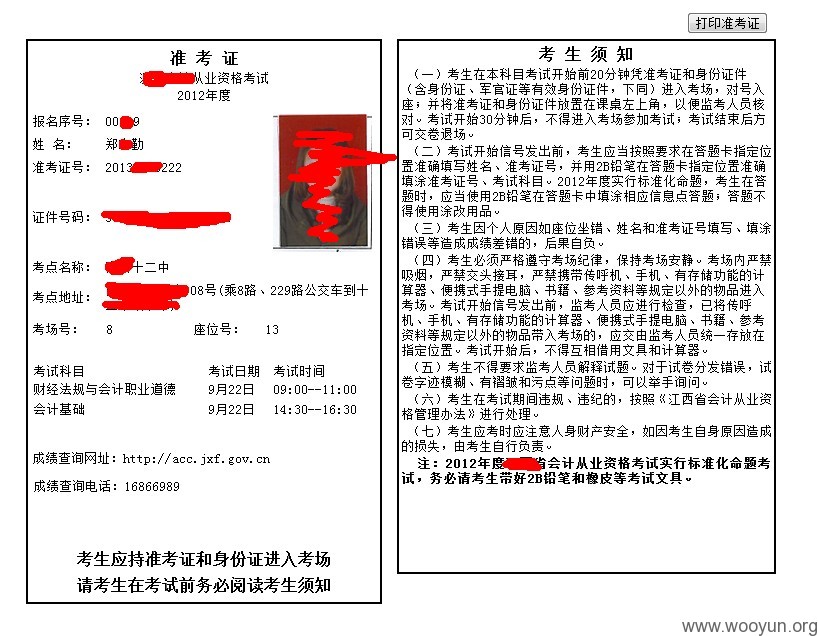 打印准考证
准 考 证
从业资格考试
2012年度
报名序号: 00 9
姓 名: 郑 勤
准考证号: 2013 222
证件号码:
考点名称: 十二中
考点地址: 08号(乘8路、229路公交车到十
考场号: 8 座位号: 13
考试科目 考试日期 考试时间
财经法规与会计职业道德 9月22日 09:00--11:00
会计基础 9月22日 14:30--16:30
成绩查询网址:http://acc.jxf.gov.cn
成绩查询电话:16866989
考生应持准考证和身份证进入考场
请考生在考试前务必阅读考生须知
考 生 须 知
(一)考生在本科目考试开始前20分钟凭准考证和身份证件
(含身份证、军官证等有效身份证件,下同)进入考场,对号入
座;并将准考证和身份证件放置在课桌左上角,以便监考人员核
对。考试开始30分钟后,不得进入考场参加考试;考试结束后方
可交卷退场。
(二)考试开始信号发出前,考生应当按照要求在答题卡指定位
置准确填写姓名、准考证号,并用2B铅笔在答题卡指定位置准确
填涂准考证号、考试科目。2012年度实行标准化命题,考生在答
题时,应当使用2B铅笔在答题卡中填涂相应信息点答题;答题不
得使用涂改用品。
(三)考生因个人原因如座位坐错、姓名和准考证号填写、填涂
错误等造成成绩差错的,后果自负。
(四)考生必须严格遵守考场纪律,保持考场安静。考场内严禁
吸烟,严禁交头接耳,严禁携带传呼机、手机、有存储功能的计
算器、便携式手提电脑、书籍、参考资料等规定以外的物品进入
考场。考试开始信号发出前,监考人员应进行检查,已将传呼
机、手机、有存储功能的计算器、便携式手提电脑、书籍、参考
资料等规定以外的物品带入考场的,应交由监考人员统一存放在
指定位置。考试开始后,不得互相借用文具和计算器。
(五)考生不得要求监考人员解释试题。对于试卷分发错误,试
卷字迹模糊、有褶皱和污点等问题时,可以举手询问。
(六)考生在考试期间违规、违纪的,按照《江西省会计从业资
格管理办法》进行处理。
(七)考生应考时应注意人身财产安全,如因考生自身原因造成
的损失,由考生自行负责。
注:2012年度 省会计从业资格考试实行标准化命题考
试,务必请考生带好2B铅笔和橡皮等考试文具。
www.wooyun.org